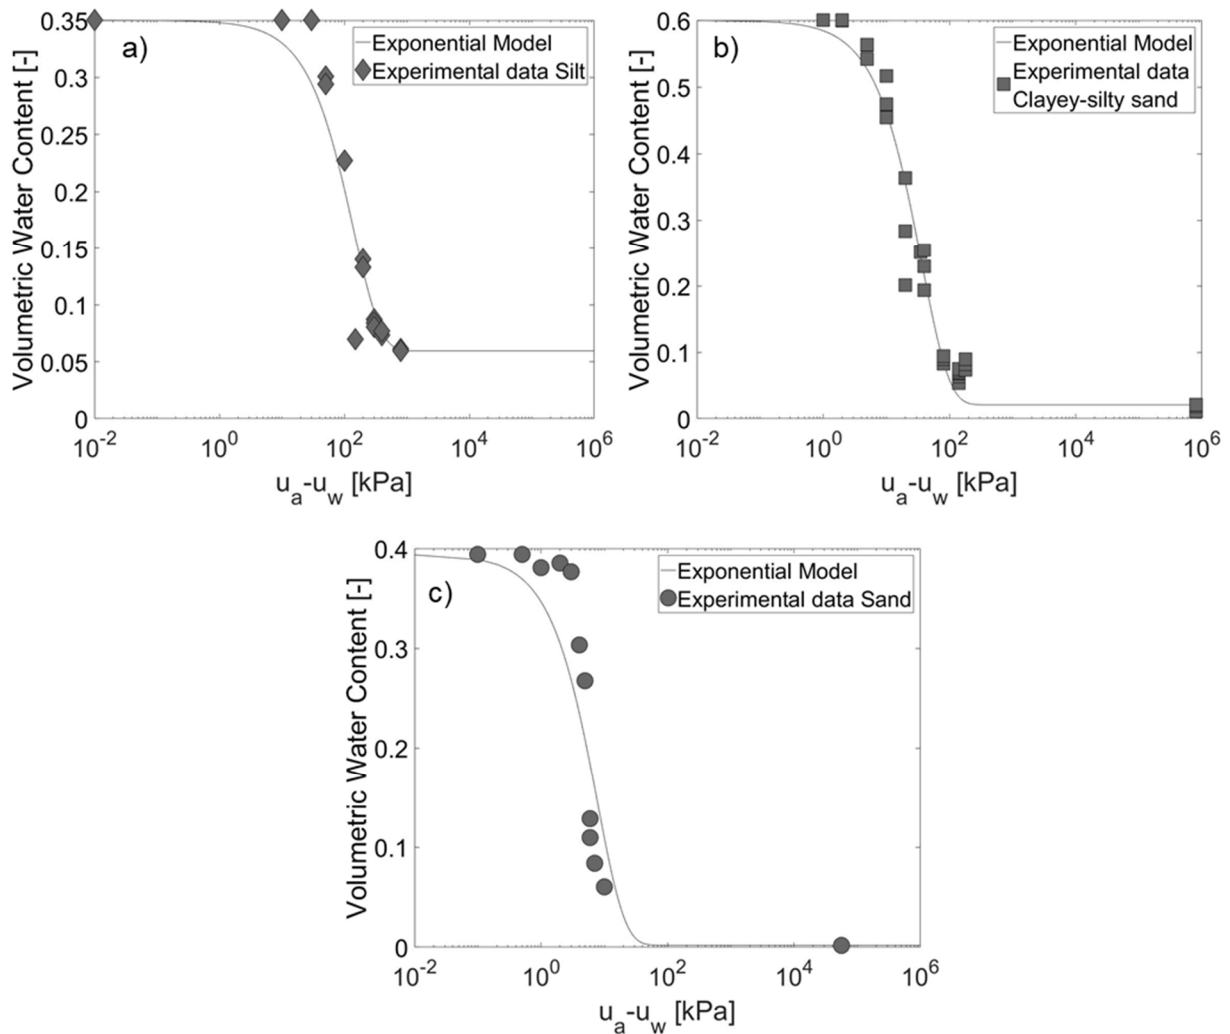 a)
Exponential Model
Experimental data Silt
Volumetric Water Content [-]
0.35
0.3
0.25
0.2
0.15
0.1
0.05
0
10^-2
10^0
10^2
10^4
10^6
u_a-u_w [kPa]
b)
Exponential Model
Experimental data
Clayey-silty sand
Volumetric Water Content [-]
0.6
0.5
0.4
0.3
0.2
0.1
0
10^-2
10^0
10^2
10^4
10^6
u_a-u_w [kPa]
c)
Exponential Model
Experimental data Sand
Volumetric Water Content [-]
0.4
0.3
0.2
0.1
0
10^-2
10^0
10^2
10^4
10^6
u_a-u_w [kPa]